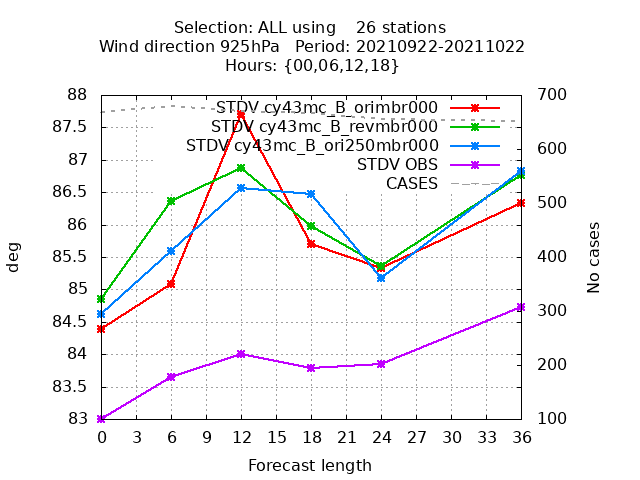 Selection: ALL using    26 stations
Wind direction 925hPa   Period: 20210922-20211022
Hours: {00,06,12,18}
88
87.5
87
86.5
86
85.5
85
84.5
84
83.5
83
700
600
500
400
300
200
100
STDV cy43mc_B_orimbr000
STDV cy43mc_B_revmbr000
STDV cy43mc_B_ori250mbr000
STDV OBS
CASES
deg
No cases
0 3 6 9 12 15 18 21 24 27 30 33 36
Forecast length